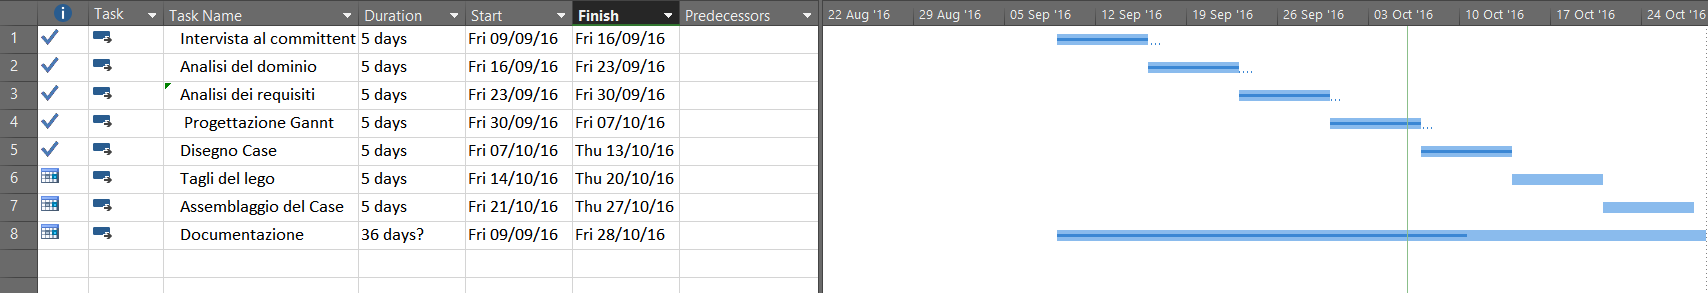 Task Task Name Duration Start Finish Predecessors 22 Aug '16 29 Aug '16 05 Sep '16 12 Sep '16 19 Sep '16 26 Sep '16 03 Oct '16 10 Oct '16 17 Oct '16 24 Oct '16
1 Intervista al committent 5 days Fri 09/09/16 Fri 16/09/16
2 Analisi del dominio 5 days Fri 16/09/16 Fri 23/09/16
3 Analisi dei requisiti 5 days Fri 23/09/16 Fri 30/09/16
4 Progettazione Gannt 5 days Fri 30/09/16 Fri 07/10/16
5 Disegno Case 5 days Fri 07/10/16 Thu 13/10/16
6 Tagli del lego 5 days Fri 14/10/16 Thu 20/10/16
7 Assemblaggio del Case 5 days Fri 21/10/16 Thu 27/10/16
8 Documentazione 36 days? Fri 09/09/16 Fri 28/10/16